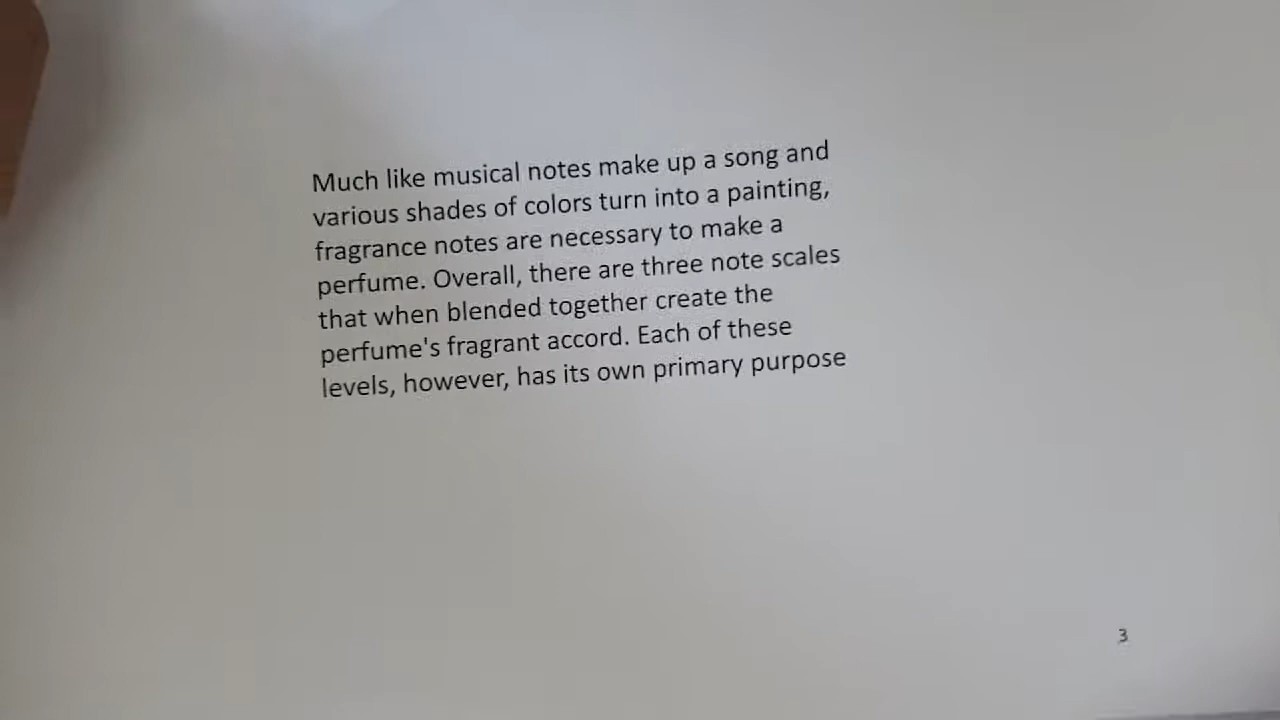 Much like musical notes make up a song and
various shades of colors turn into a painting,
fragrance notes are necessary to make a
perfume. Overall, there are three note scales
that when blended together create the
perfume's fragrant accord. Each of these
levels, however, has its own primary purpose
3